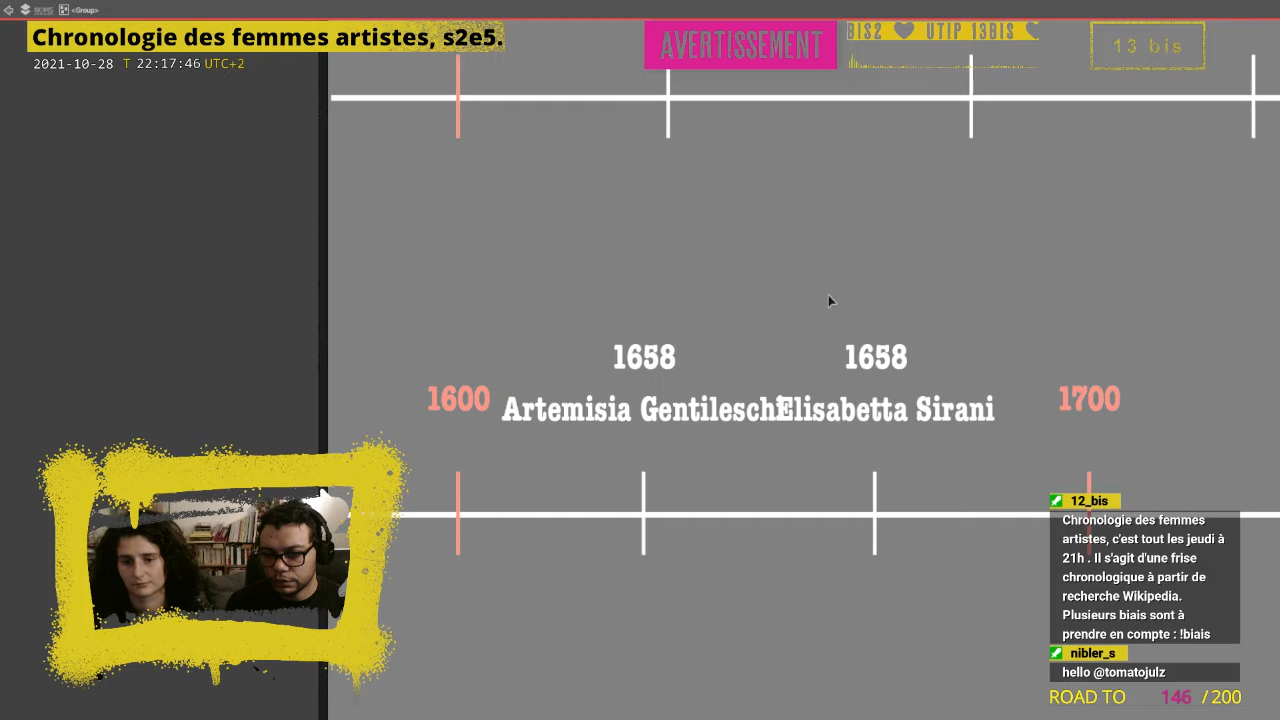 <Group>
Chronologie des femmes artistes, s2e5.
2021-10-28 T 22:17:46 UTC+2
AVERTISSEMENT
BIS2 ♥ UTIP 13BIS
13 bis
1658
1658
1600
Artemisia Gentileschi
Elisabetta Sirani
1700
12_bis
Chronologie des femmes
artistes, c'est tout les jeudi à
21h . Il s'agit d'une frise
chronologique à partir de
recherche Wikipedia.
Plusieurs biais sont à
prendre en compte : !biais
nibler_s
hello @tomatojulz
ROAD TO 146 / 200